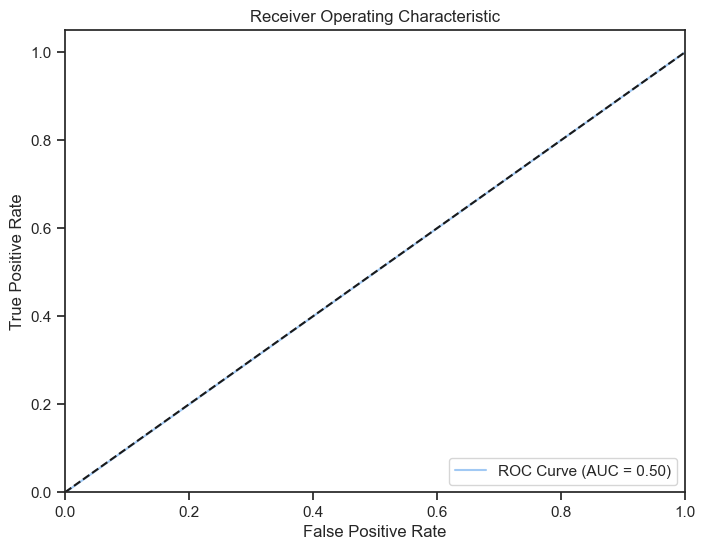 Receiver Operating Characteristic
1.0
0.8
0.6
0.4
0.2
0.0
True Positive Rate
ROC Curve (AUC = 0.50)
0.0 0.2 0.4 0.6 0.8 1.0
False Positive Rate